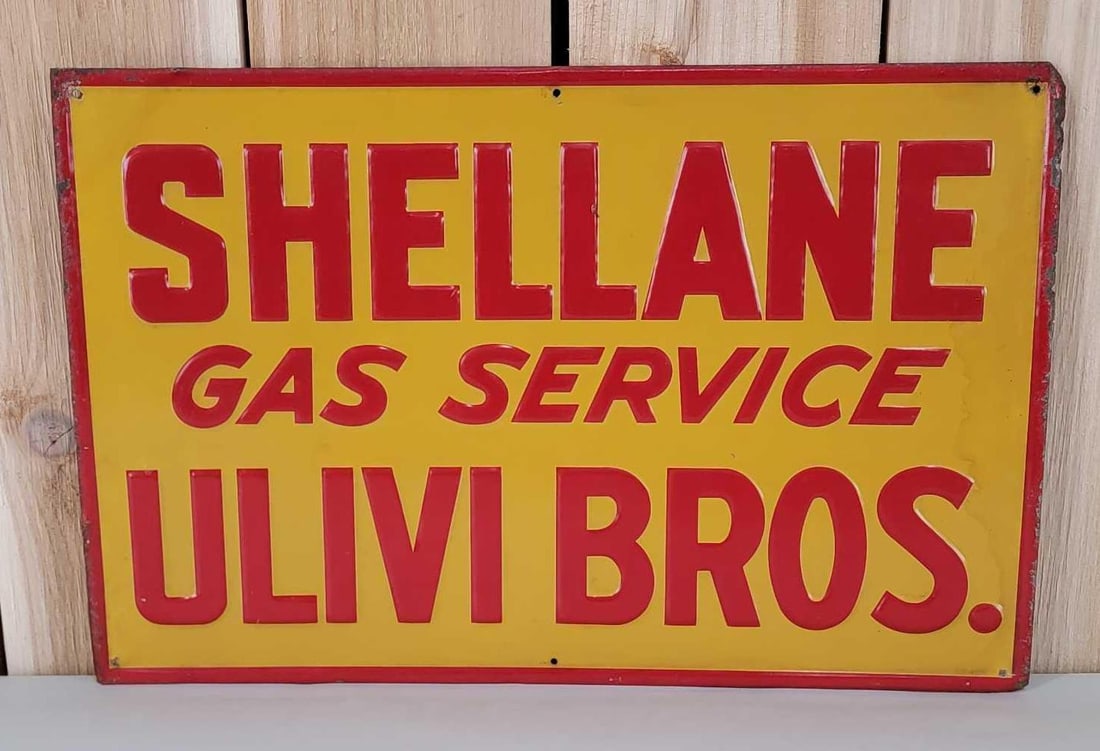 SHELLANE
GAS SERVICE
ULIVI BROS.